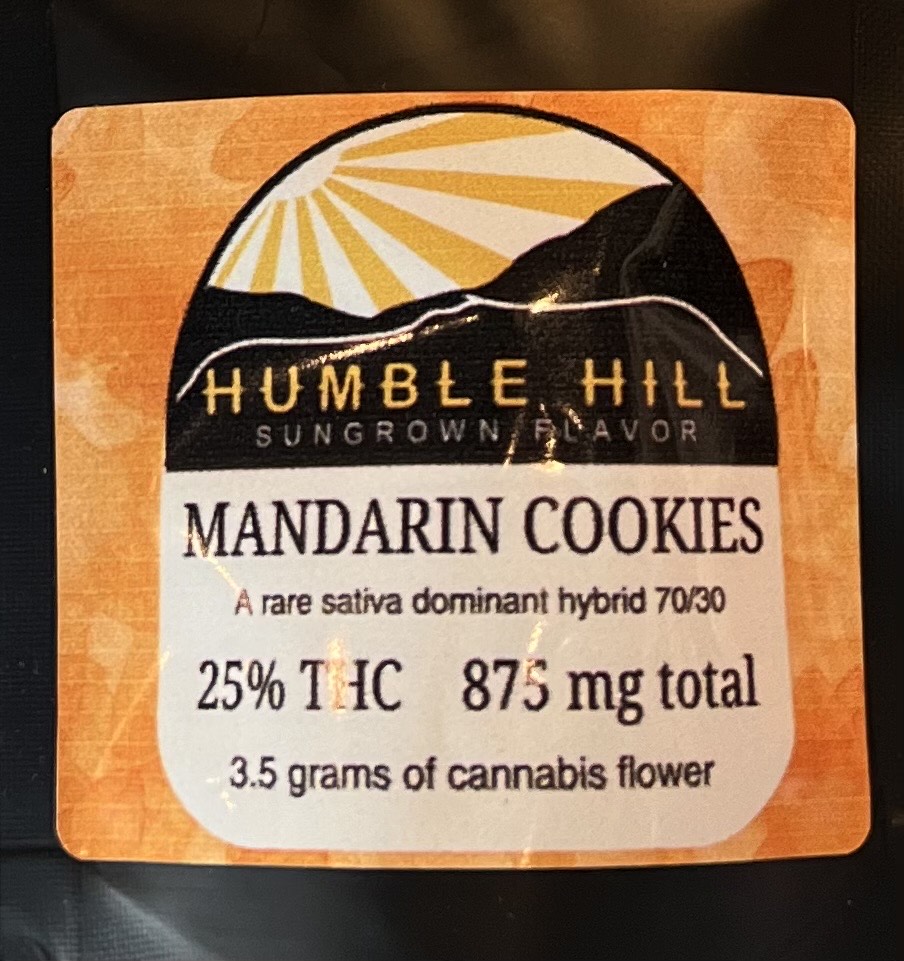 HUMBLE HILL
SUNGROWN FLAVOR
MANDARIN COOKIES
A rare sativa dominant hybrid 70/30
25% THC 875 mg total
3.5 grams of cannabis flower